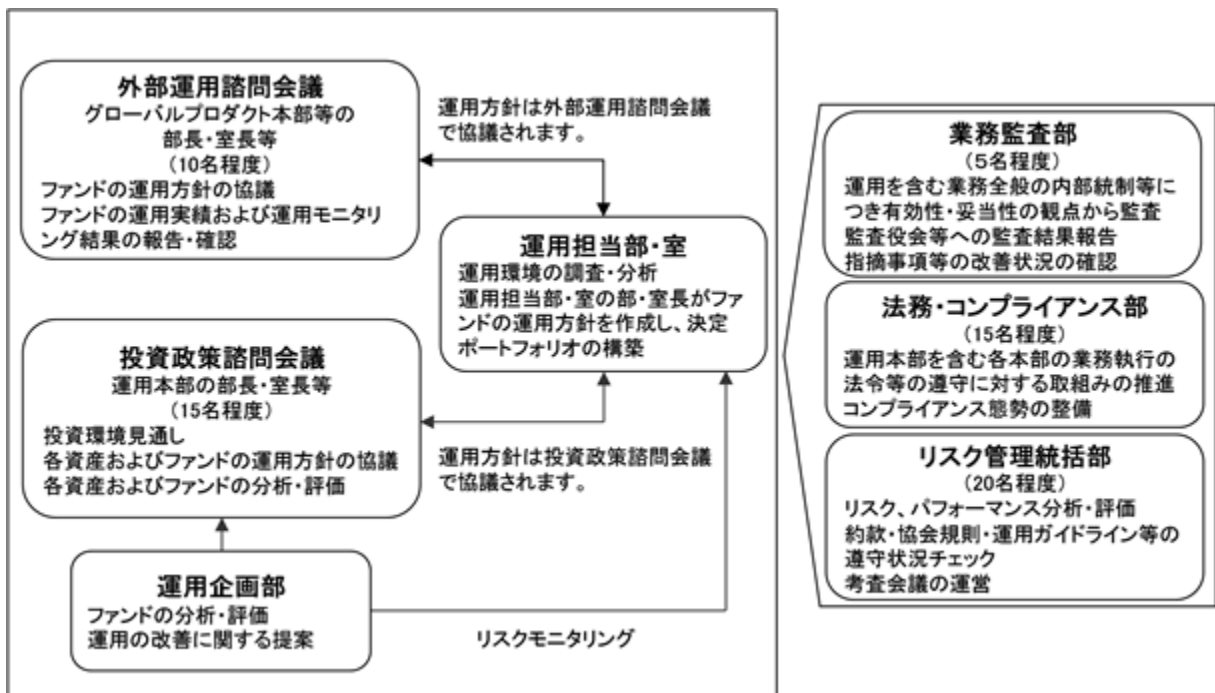 外部運用諮問会議
グローバルプロダクト本部等の
部長・室長等
(10名程度)
ファンドの運用方針の協議
ファンドの運用実績および運用モニタリ
ング結果の報告・確認
運用方針は外部運用諮問会議
で協議されます。
運用担当部・室
運用環境の調査・分析
運用担当部・室の部・室長がファ
ンドの運用方針を作成し、決定
ポートフォリオの構築
投資政策諮問会議
運用本部の部長・室長等
(15名程度)
投資環境見通し
各資産およびファンドの運用方針の協議
各資産およびファンドの分析・評価
運用方針は投資政策諮問会議
で協議されます。
運用企画部
ファンドの分析・評価
運用の改善に関する提案
リスクモニタリング
業務監査部
(5名程度)
運用を含む業務全般の内部統制等に
つき有効性・妥当性の観点から監査
監査役会等への監査結果報告
指摘事項等の改善状況の確認
法務・コンプライアンス部
(15名程度)
運用本部を含む各本部の業務執行の
法令等の遵守に対する取組みの推進
コンプライアンス態勢の整備
リスク管理統括部
(20名程度)
リスク、パフォーマンス分析・評価
約款・協会規則・運用ガイドライン等の
遵守状況チェック
考査会議の運営